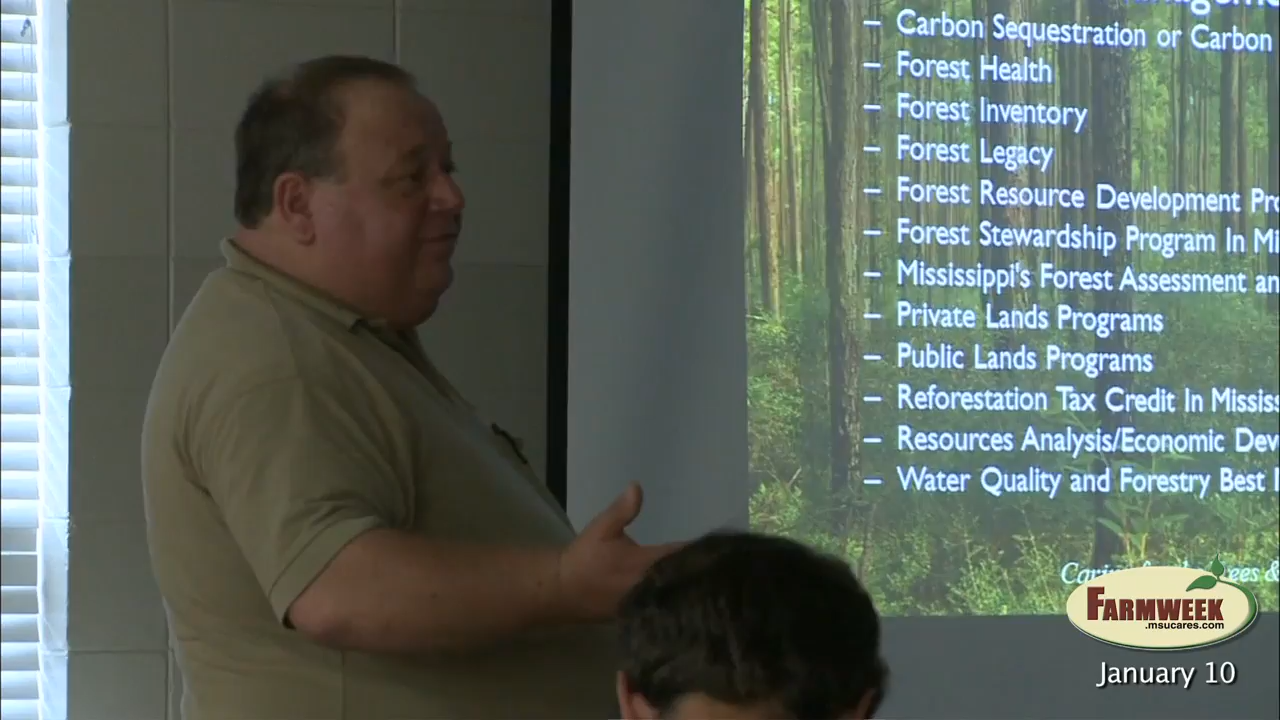 – Carbon Sequestration or Carbon
– Forest Health
– Forest Inventory
– Forest Legacy
– Forest Resource Development
– Forest Stewardship Program In
– Mississippi's Forest Assessment
– Private Lands Programs
– Public Lands Programs
– Reforestation Tax Credit In
– Resources Analysis/Economic
– Water Quality and Forestry Best
FARMWEEK
.msucares.com
January 10